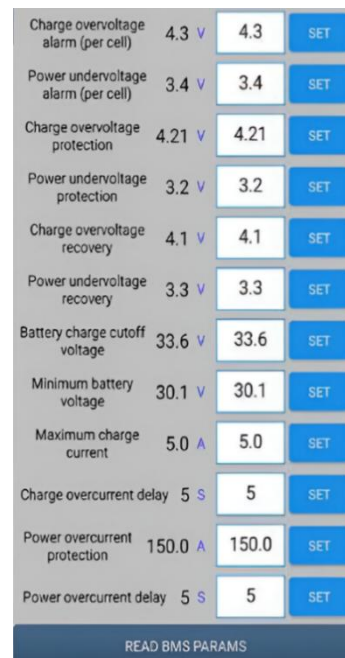 Charge overvoltage
alarm (per cell) 4.3 V 4.3 SET
Power undervoltage
alarm (per cell) 3.4 V 3.4 SET
Charge overvoltage
protection 4.21 V 4.21 SET
Power undervoltage
protection 3.2 V 3.2 SET
Charge overvoltage
recovery 4.1 V 4.1 SET
Power undervoltage
recovery 3.3 V 3.3 SET
Battery charge cutoff
voltage 33.6 V 33.6 SET
Minimum battery
voltage 30.1 V 30.1 SET
Maximum charge
current 5.0 A 5.0 SET
Charge overcurrent delay 5 S 5 SET
Power overcurrent
protection 150.0 A 150.0 SET
Power overcurrent delay 5 S 5 SET
READ BMS PARAMS